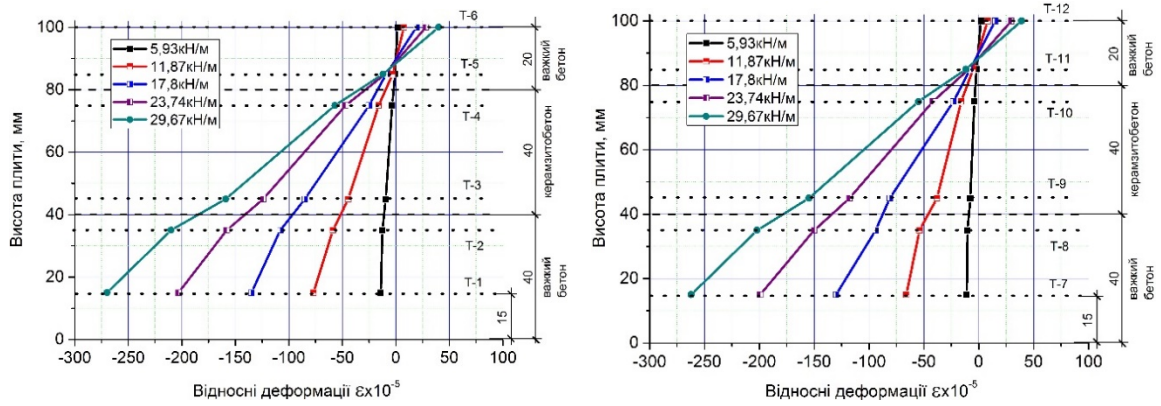 Висота плити, мм
100
80
60
40
20
0
-300
-250
-200
-150
-100
-50
0
50
100
Відносні деформації εx10⁻⁵
5,93кН/м
11,87кН/м
17,8кН/м
23,74кН/м
29,67кН/м
Т-6
Т-5
Т-4
Т-3
Т-2
Т-1
20
важкий
бетон
40
керамзитобетон
40
важкий
бетон
15
Висота плити, мм
100
80
60
40
20
0
-300
-250
-200
-150
-100
-50
0
50
100
Відносні деформації εx10⁻⁵
5,93кН/м
11,87кН/м
17,8кН/м
23,74кН/м
29,67кН/м
Т-12
Т-11
Т-10
Т-9
Т-8
Т-7
20
важкий
бетон
40
керамзитобетон
40
важкий
бетон
15